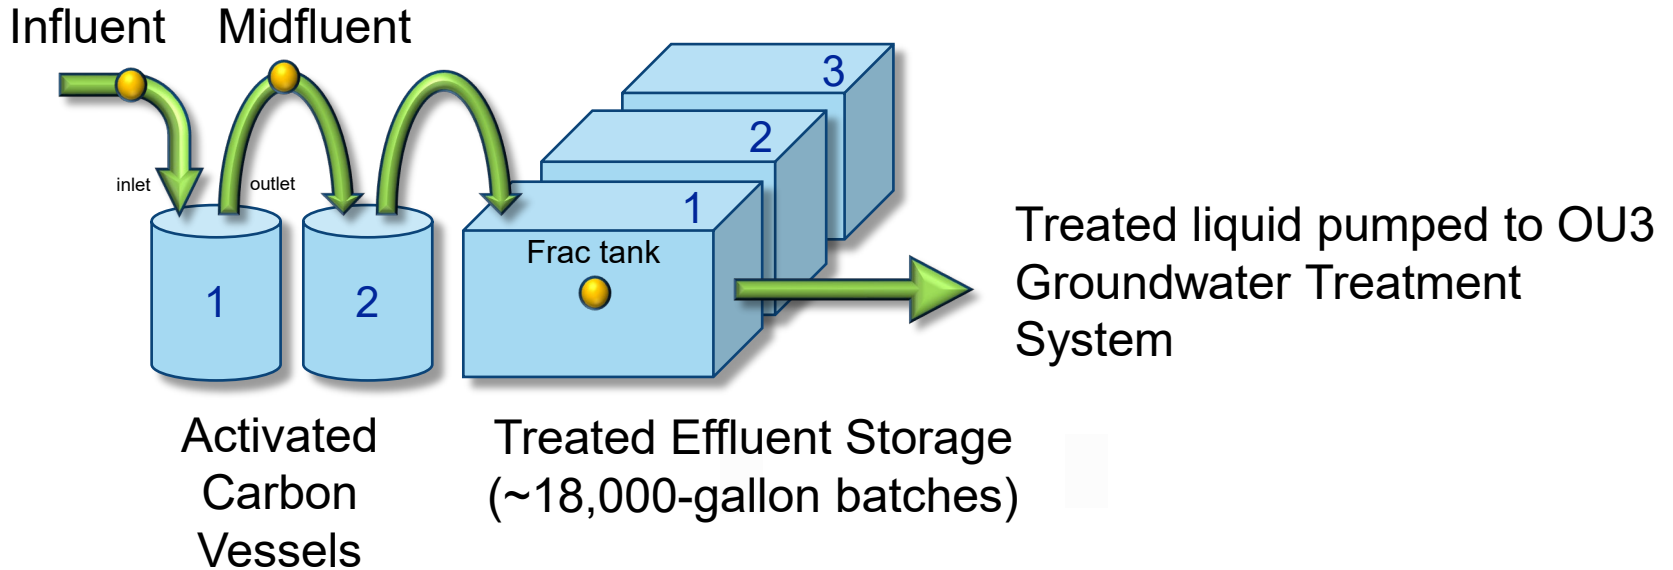 Influent
Midfluent
inlet
outlet
1
2
1
2
3
Frac tank
Treated liquid pumped to OU3
Groundwater Treatment
System
Activated
Carbon
Vessels
Treated Effluent Storage
(~18,000-gallon batches)